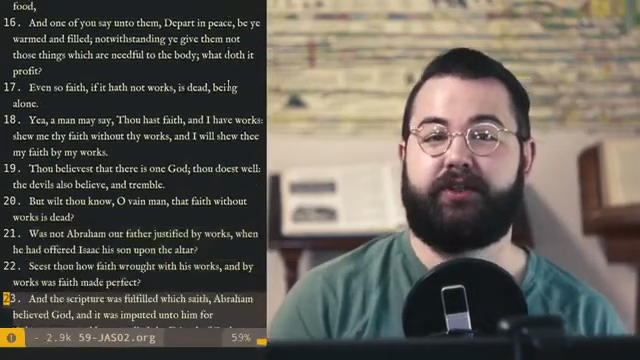 food,
16. And one of you say unto them, Depart in peace, be ye
warmed and filled; notwithstanding ye give them not
those things which are needful to the body; what doth it
profit?
17. Even so faith, if it hath not works, is dead, being
alone.
18. Yea, a man may say, Thou hast faith, and I have works:
shew me thy faith without thy works, and I will shew thee
my faith by my works.
19. Thou believest that there is one God; thou doest well:
the devils also believe, and tremble.
20. But wilt thou know, O vain man, that faith without
works is dead?
21. Was not Abraham our father justified by works, when
he had offered Isaac his son upon the altar?
22. Seest thou how faith wrought with his works, and by
works was faith made perfect?
23. And the scripture was fulfilled which saith, Abraham
believed God, and it was imputed unto him for
- 2.9k 59-JAS02.org 59%